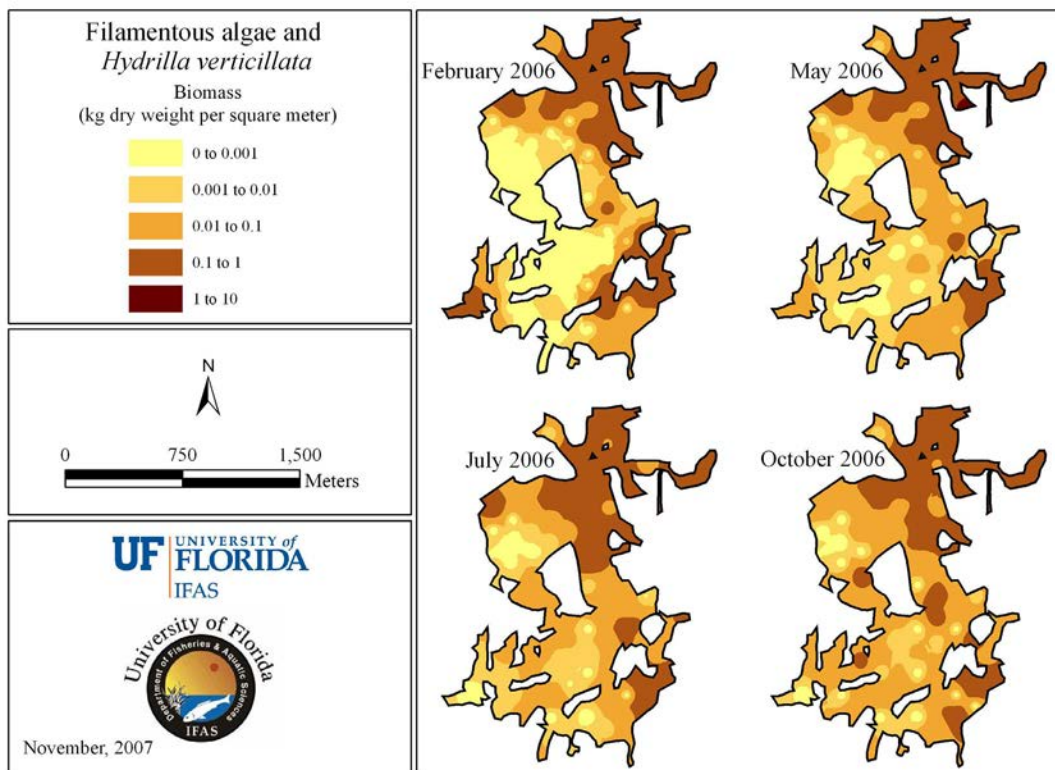 Filamentous algae and
Hydrilla verticillata
Biomass
(kg dry weight per square meter)
0 to 0.001
0.001 to 0.01
0.01 to 0.1
0.1 to 1
1 to 10
N
0 750 1,500
Meters
UF UNIVERSITY of
FLORIDA
IFAS
University of Florida
Department of Fisheries & Aquatic Sciences
IFAS
November, 2007
February 2006
May 2006
July 2006
October 2006